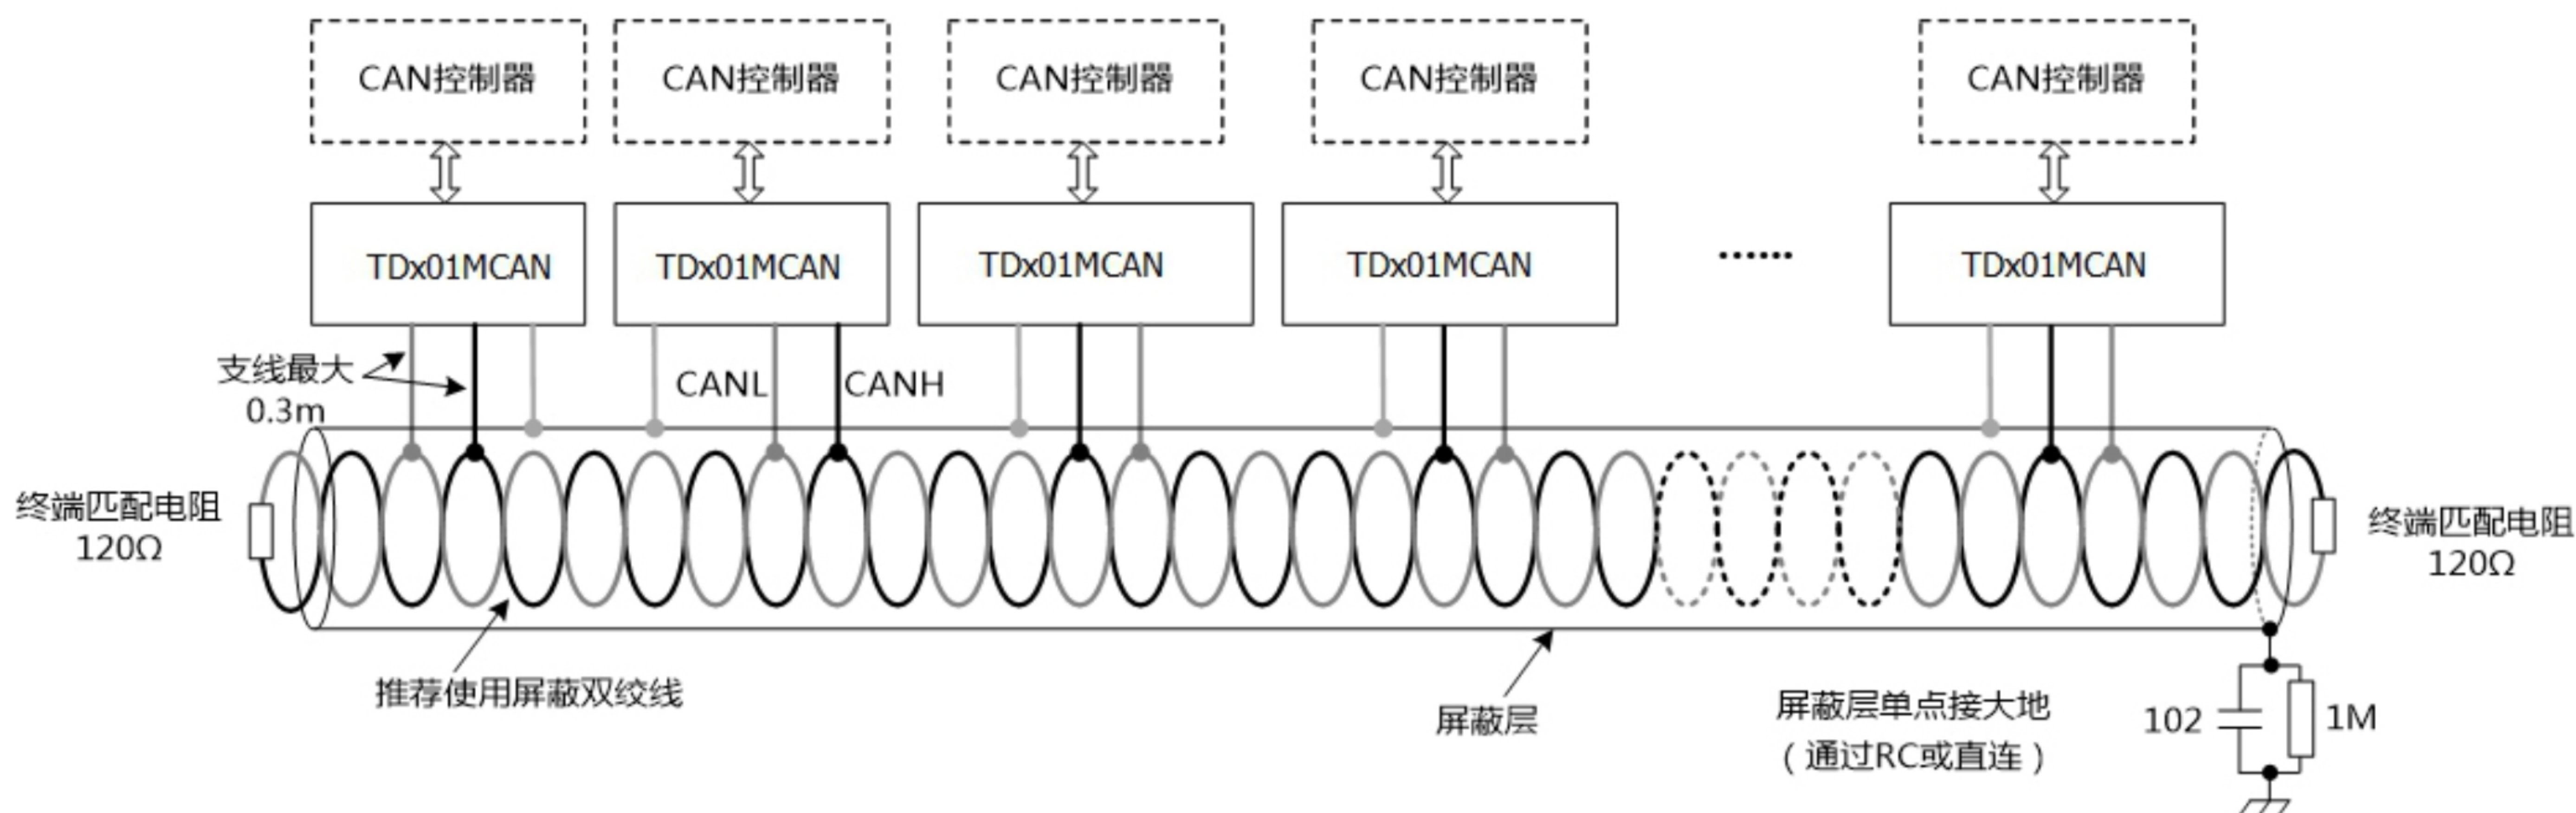 CAN控制器
CAN控制器
CAN控制器
CAN控制器
CAN控制器
TDx01MCAN
TDx01MCAN
TDx01MCAN
TDx01MCAN
......
TDx01MCAN
支线最大
0.3m
CANL
CANH
终端匹配电阻
120Ω
终端匹配电阻
120Ω
推荐使用屏蔽双绞线
屏蔽层
屏蔽层单点接大地
（通过RC或直连）
102
1M